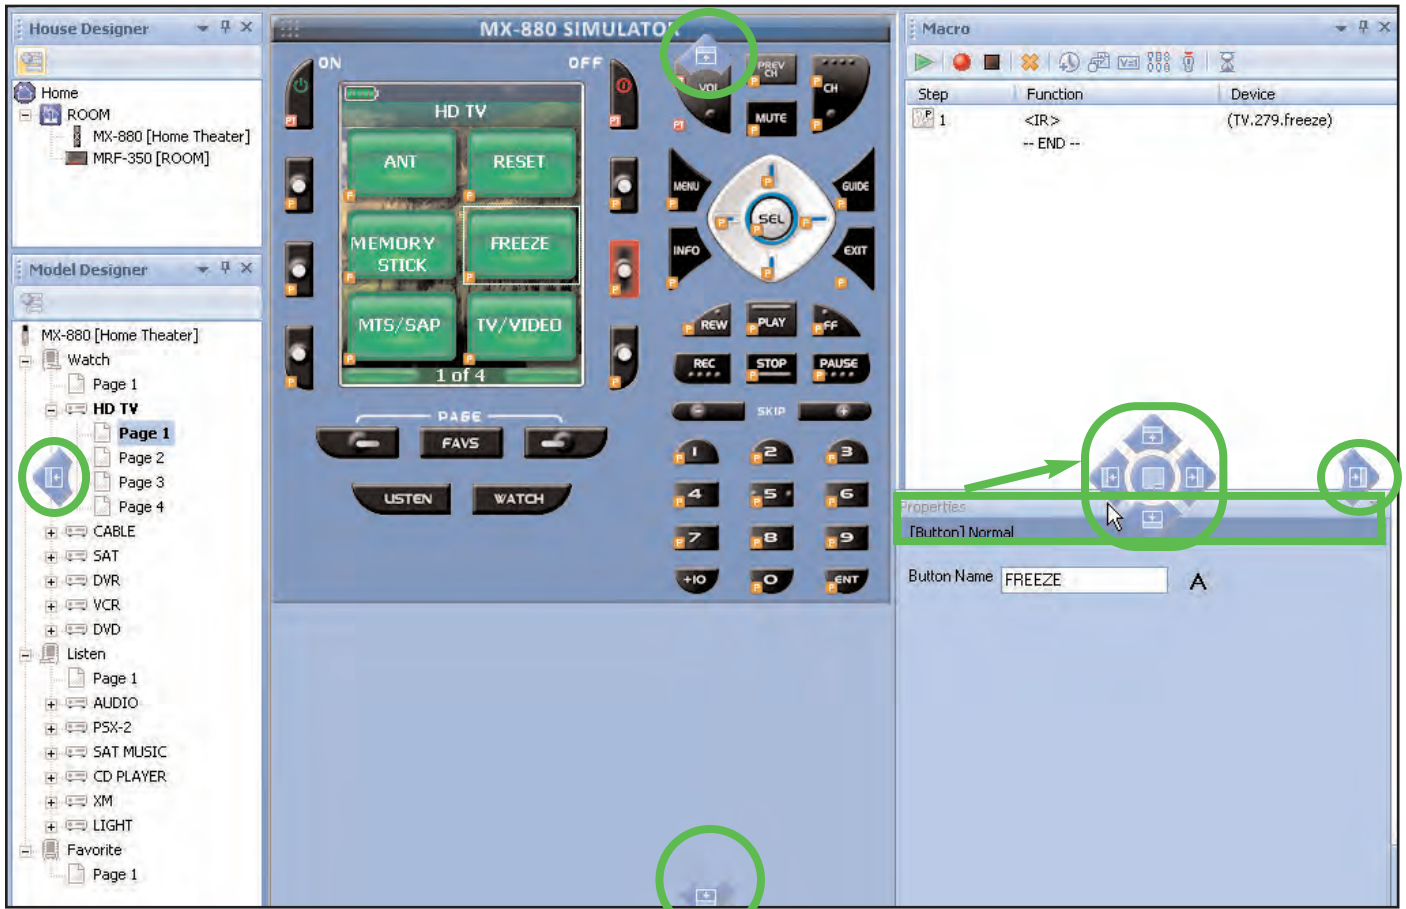 House Designer
Home
ROOM
MX-880 [Home Theater]
MRF-350 [ROOM]
Model Designer
MX-880 [Home Theater]
Watch
Page 1
HD TV
Page 1
Page 2
Page 3
Page 4
CABLE
SAT
DVR
VCR
DVD
Listen
Page 1
AUDIO
PSX-2
SAT MUSIC
CD PLAYER
XM
LIGHT
Favorite
Page 1
MX-880 SIMULATOR
ON
OFF
HD TV
ANT
RESET
MEMORY
STICK
FREEZE
MTS/SAP
TV/VIDEO
1 of 4
PAGE
FAVS
LISTEN
WATCH
VOL
PREV
CH
CH
MUTE
MENU
GUIDE
SEL
INFO
EXIT
REW
PLAY
FF
REC
STOP
PAUSE
- SKIP +
1 2 3
4 5 6
7 8 9
+10 0 ENT
Macro
V=1
Step Function Device
1 <IR> (TV.279.freeze)
-- END --
Properties
[Button] Normal
Button Name FREEZE A